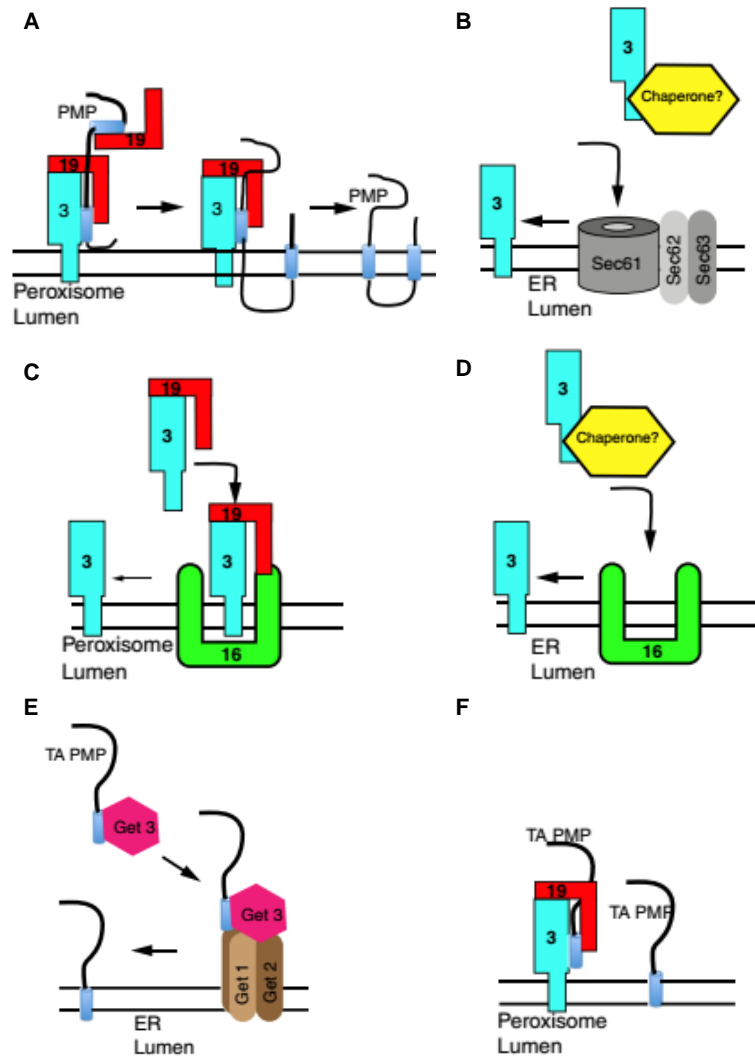 A
PMP
19
19
3
19
3
PMP
Peroxisome
Lumen
B
3
Chaperone?
3
Sec61
Sec62
Sec63
ER
Lumen
C
19
3
19
3
3
Peroxisome
Lumen
16
D
3
Chaperone?
3
ER
Lumen
16
E
TA PMP
Get 3
Get 3
Get 1
Get 2
ER
Lumen
F
TA PMP
19
3
TA PMP
Peroxisome
Lumen